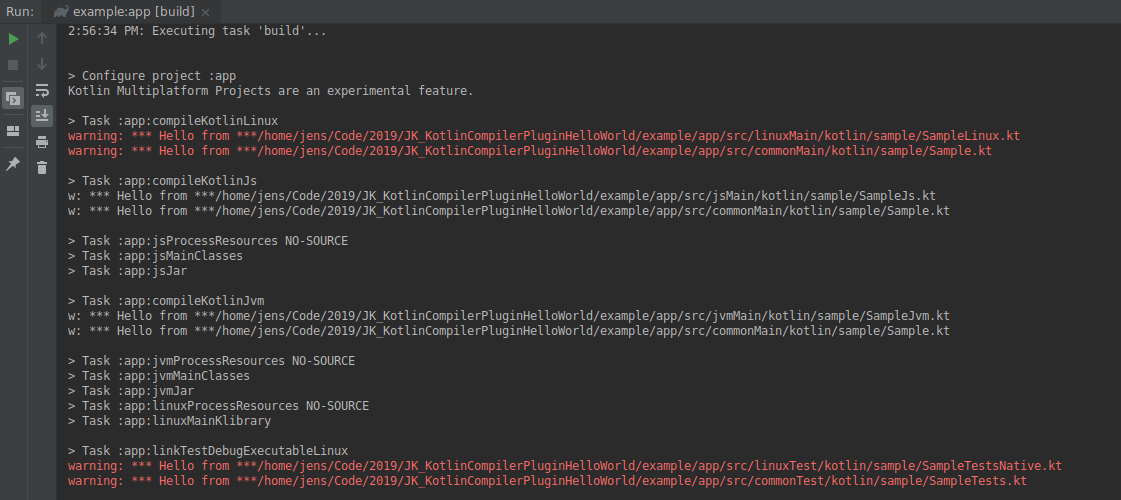 Run: example:app [build] ×
2:56:34 PM: Executing task 'build'...
> Configure project :app
Kotlin Multiplatform Projects are an experimental feature.
> Task :app:compileKotlinLinux
warning: *** Hello from ***/home/jens/Code/2019/JK_KotlinCompilerPluginHelloWorld/example/app/src/linuxMain/kotlin/sample/SampleLinux.kt
warning: *** Hello from ***/home/jens/Code/2019/JK_KotlinCompilerPluginHelloWorld/example/app/src/commonMain/kotlin/sample/Sample.kt
> Task :app:compileKotlinJs
w: *** Hello from ***/home/jens/Code/2019/JK_KotlinCompilerPluginHelloWorld/example/app/src/jsMain/kotlin/sample/SampleJs.kt
w: *** Hello from ***/home/jens/Code/2019/JK_KotlinCompilerPluginHelloWorld/example/app/src/commonMain/kotlin/sample/Sample.kt
> Task :app:jsProcessResources NO-SOURCE
> Task :app:jsMainClasses
> Task :app:jsJar
> Task :app:compileKotlinJvm
w: *** Hello from ***/home/jens/Code/2019/JK_KotlinCompilerPluginHelloWorld/example/app/src/jvmMain/kotlin/sample/SampleJvm.kt
w: *** Hello from ***/home/jens/Code/2019/JK_KotlinCompilerPluginHelloWorld/example/app/src/commonMain/kotlin/sample/Sample.kt
> Task :app:jvmProcessResources NO-SOURCE
> Task :app:jvmMainClasses
> Task :app:jvmJar
> Task :app:linuxProcessResources NO-SOURCE
> Task :app:linuxMainKlibrary
> Task :app:linkTestDebugExecutableLinux
warning: *** Hello from ***/home/jens/Code/2019/JK_KotlinCompilerPluginHelloWorld/example/app/src/linuxTest/kotlin/sample/SampleTestsNative.kt
warning: *** Hello from ***/home/jens/Code/2019/JK_KotlinCompilerPluginHelloWorld/example/app/src/commonTest/kotlin/sample/SampleTests.kt